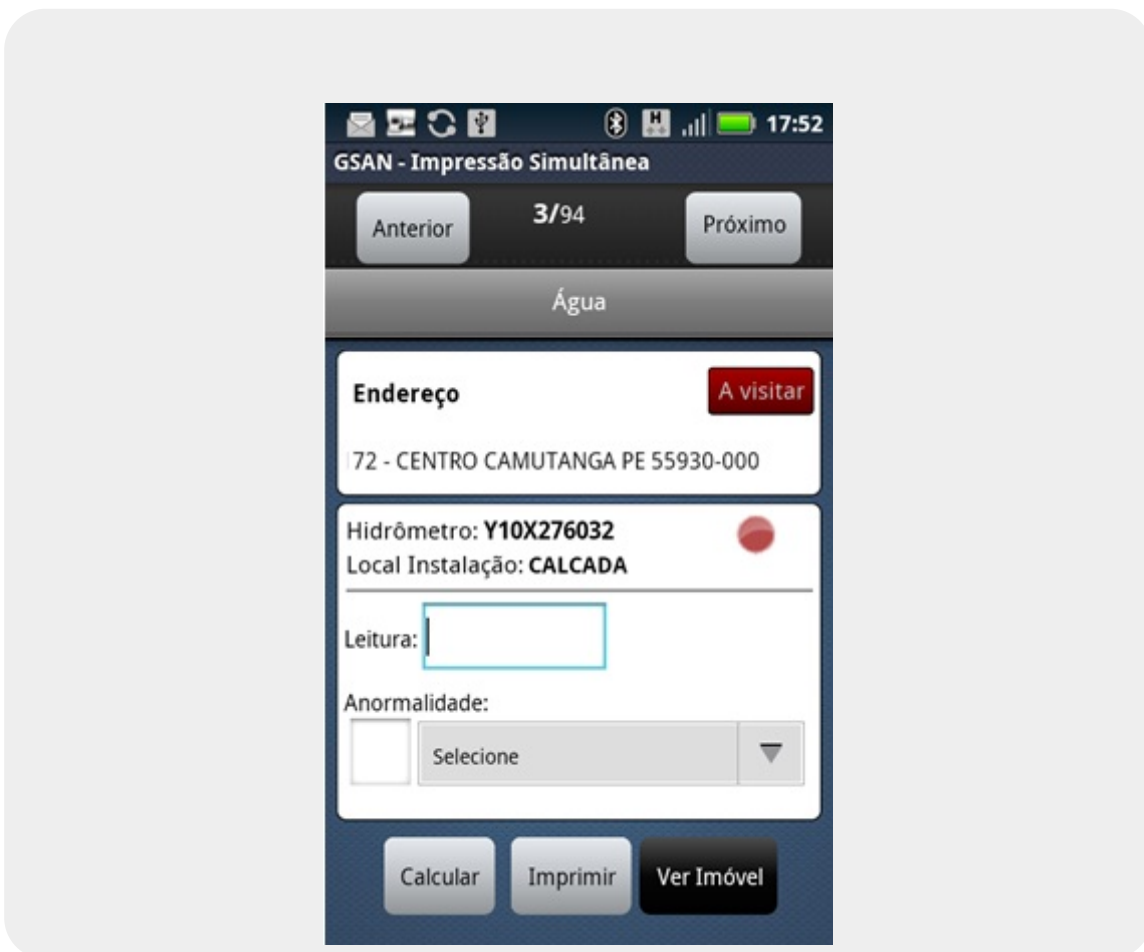 17:52
GSAN - Impressão Simultânea
Anterior 3/94 Próximo
Água
Endereço A visitar
72 - CENTRO CAMUTANGA PE 55930-000
Hidrômetro: Y10X276032
Local Instalação: CALCADA
Leitura:
Anormalidade:
Selecione
Calcular Imprimir Ver Imóvel